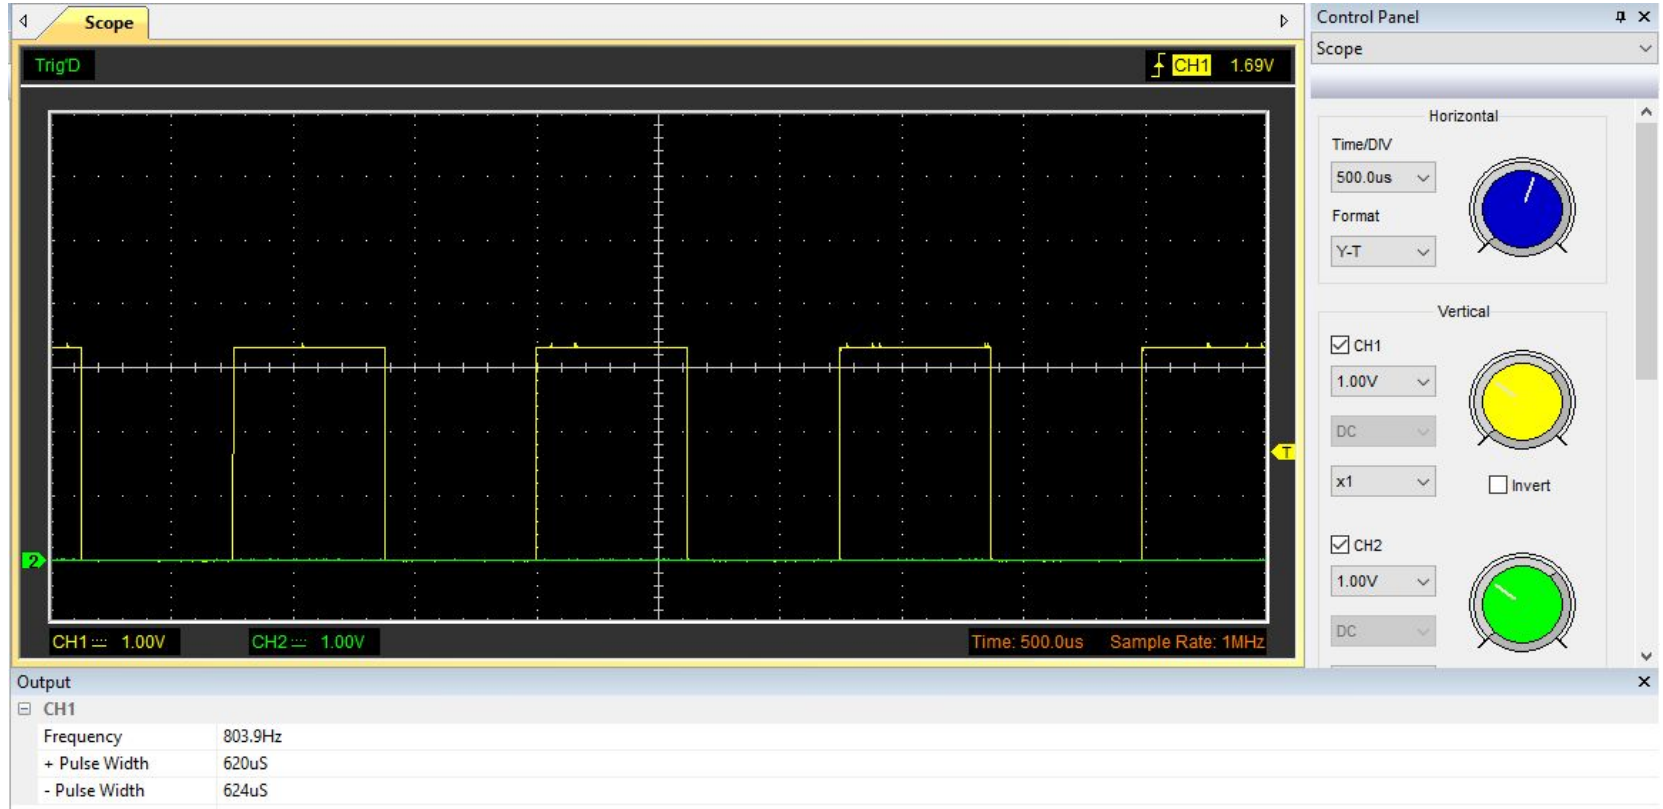 Scope
Control Panel
Scope
Trig'D
CH1 1.69V
Horizontal
Time/DIV
500.0us
Format
Y-T
Vertical
CH1
1.00V
DC
x1
Invert
T
2
CH2
1.00V
DC
CH1 1.00V
CH2 1.00V
Time: 500.0us
Sample Rate: 1MHz
Output
CH1
Frequency 803.9Hz
+ Pulse Width 620uS
- Pulse Width 624uS